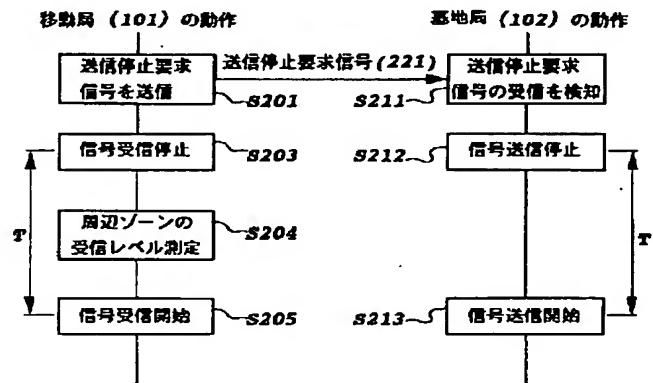 移動局 (101) の動作
基地局 (102) の動作
送信停止要求
信号を送信
S201
送信停止要求信号(221)
送信停止要求
信号の受信を検知
S211
信号受信停止
S203
信号送信停止
S212
T
T
周辺ゾーンの
受信レベル測定
S204
信号受信開始
S205
信号送信開始
S213